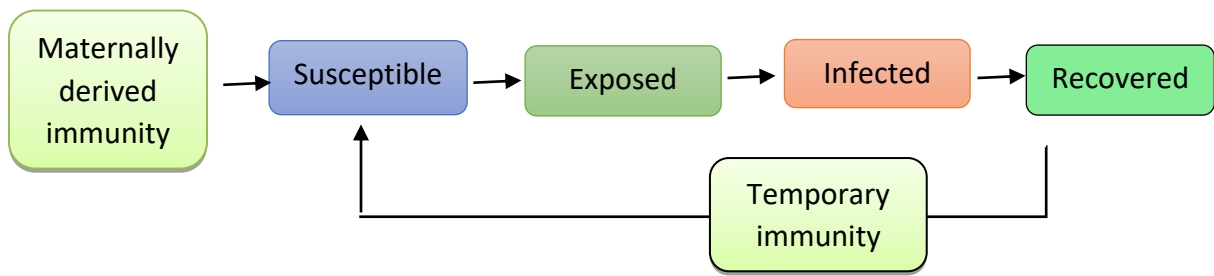 Maternally
derived
immunity
Susceptible
Exposed
Infected
Recovered
Temporary
immunity